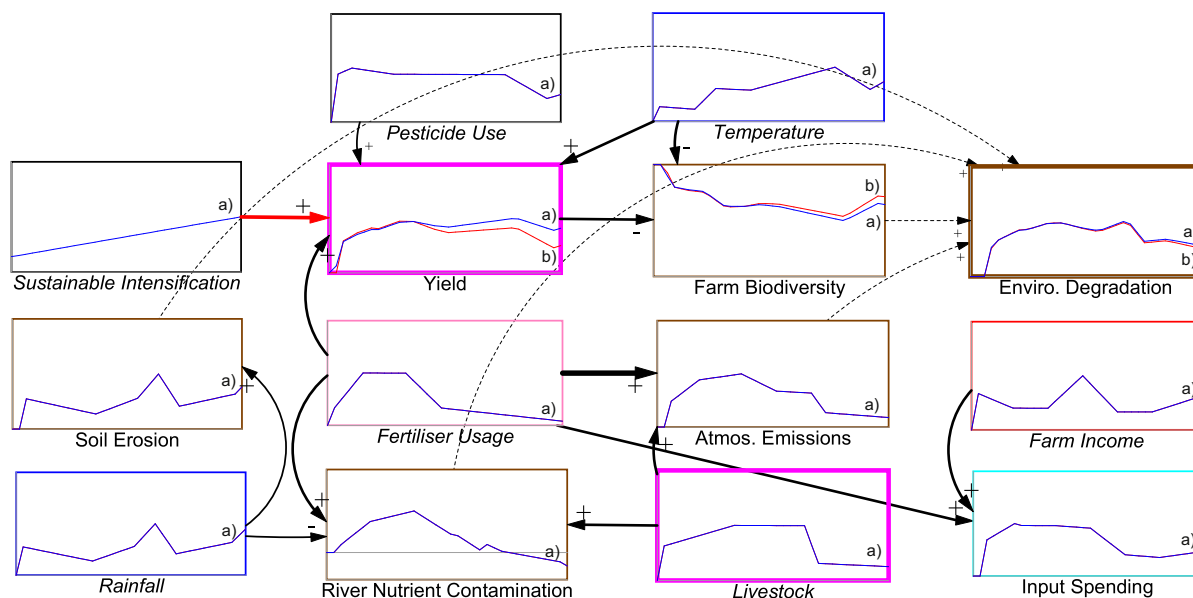 a)
Pesticide Use
+
a)
Temperature
+
-
a)
Sustainable Intensification
+
a)
b)
Yield
+
-
b)
a)
Farm Biodiversity
+
+
+
+
a)
b)
Enviro. Degradation
a)
Soil Erosion
+
a)
Fertiliser Usage
+
a)
Atmos. Emissions
+
a)
Farm Income
a)
Rainfall
+
-
a)
River Nutrient Contamination
+
a)
Livestock
+
+
a)
Input Spending